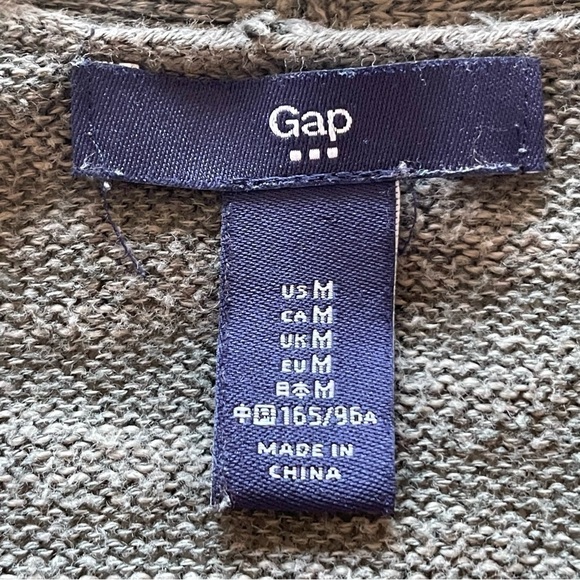 Gap
US M
CA M
UK M
EU M
日本 M
中国 165/96A
MADE IN
CHINA